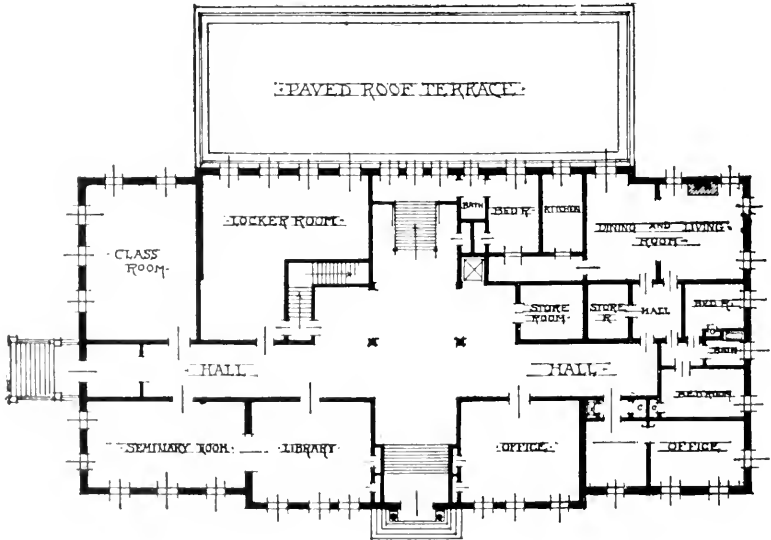 PAVED ROOF TERRACE
LOCKER ROOM
BATH
BED R.
KITCHEN
DINING AND LIVING
ROOM
CLASS
ROOM
STORE
ROOM
STORE
R.
HALL
BED R.
BATH
HALL
HALL
BEDROOM
SEMINARY ROOM
LIBRARY
OFFICE
C
C
OFFICE